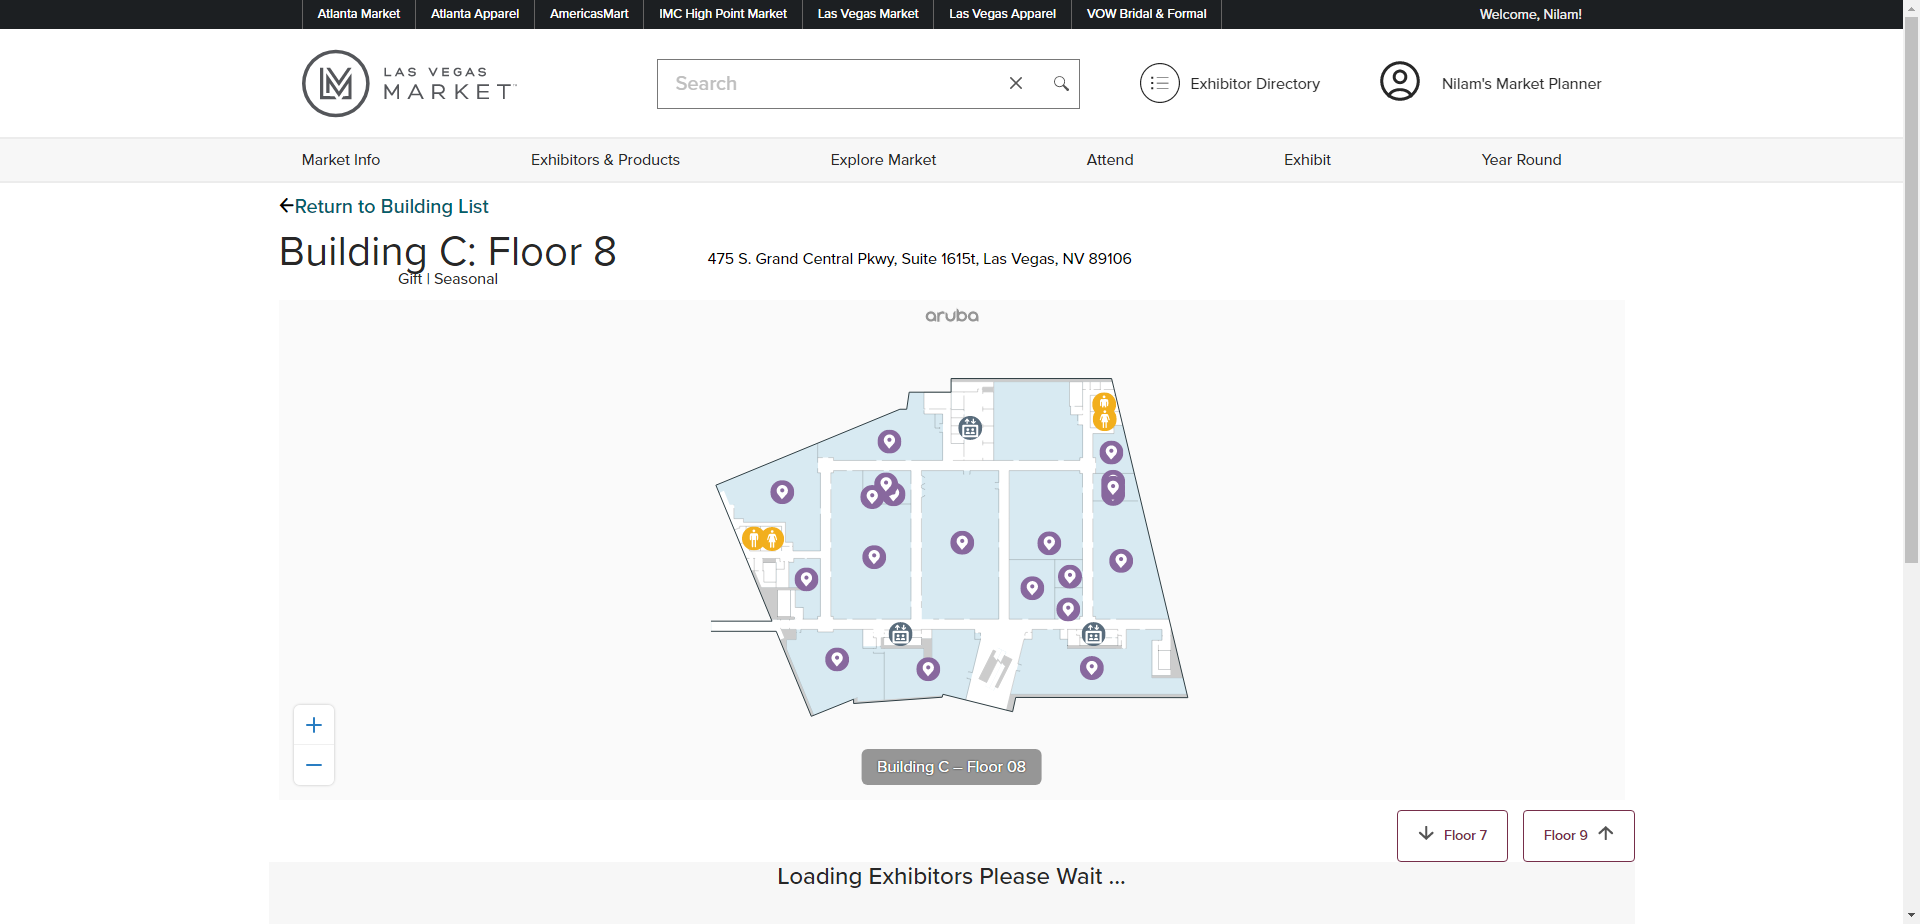 Atlanta Market
Atlanta Apparel
AmericasMart
IMC High Point Market
Las Vegas Market
Las Vegas Apparel
VOW Bridal & Formal
Welcome, Nilam!
LAS VEGAS
MARKET
Search
Exhibitor Directory
Nilam's Market Planner
Market Info
Exhibitors & Products
Explore Market
Attend
Exhibit
Year Round
Return to Building List
Building C: Floor 8
475 S. Grand Central Pkwy, Suite 1615t, Las Vegas, NV 89106
Gift | Seasonal
aruba
+
−
Building C – Floor 08
Floor 7
Floor 9
Loading Exhibitors Please Wait ...